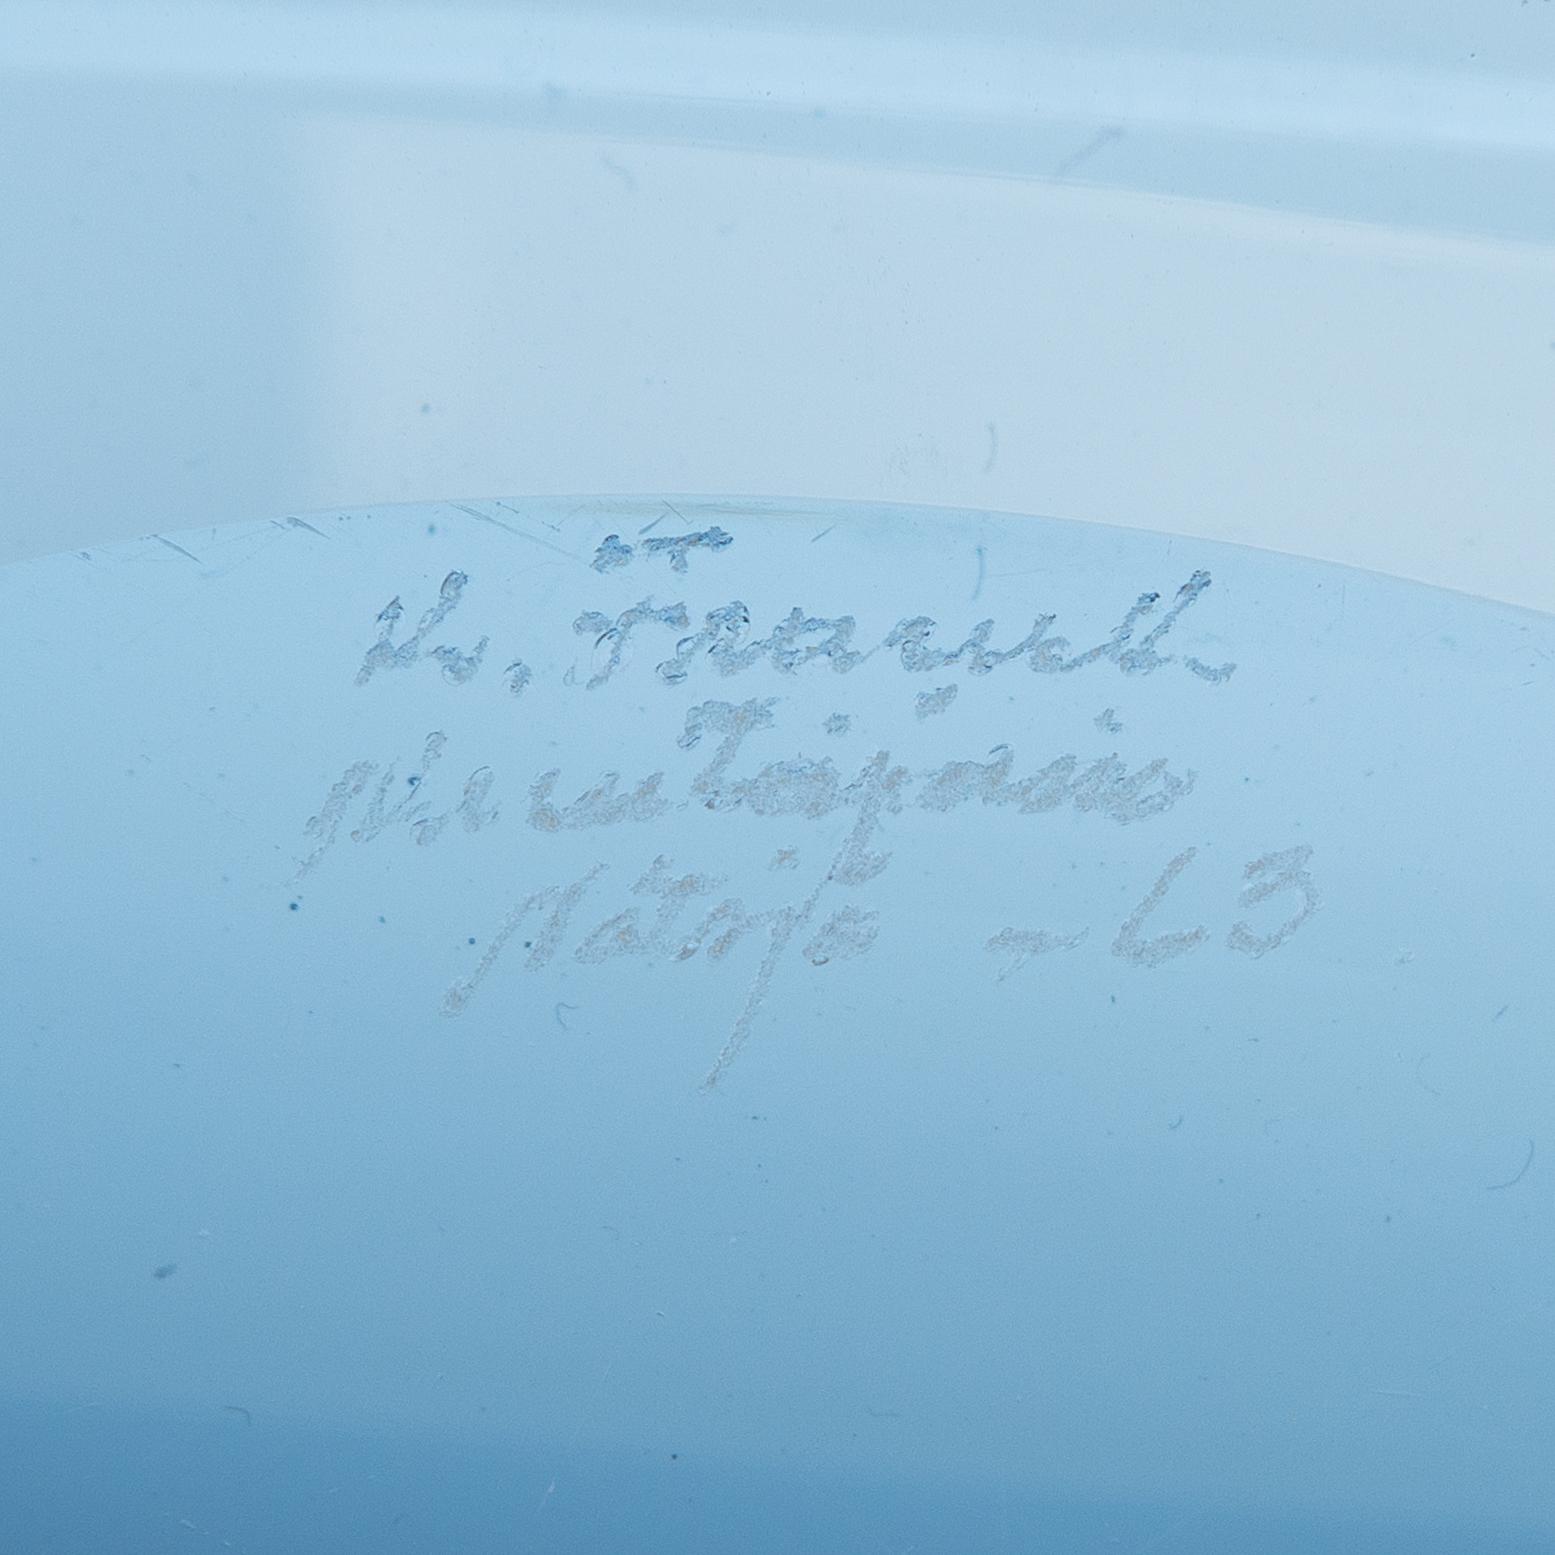 K. Franck
Nuutajärvi
Notsjö -63